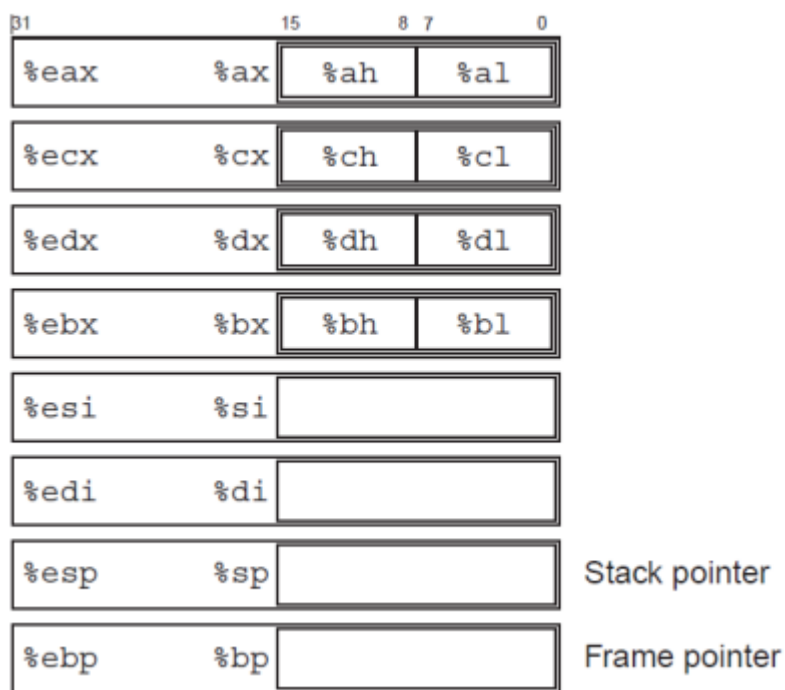 31 15 8 7 0
%eax %ax %ah %al
%ecx %cx %ch %cl
%edx %dx %dh %dl
%ebx %bx %bh %bl
%esi %si
%edi %di
%esp %sp Stack pointer
%ebp %bp Frame pointer